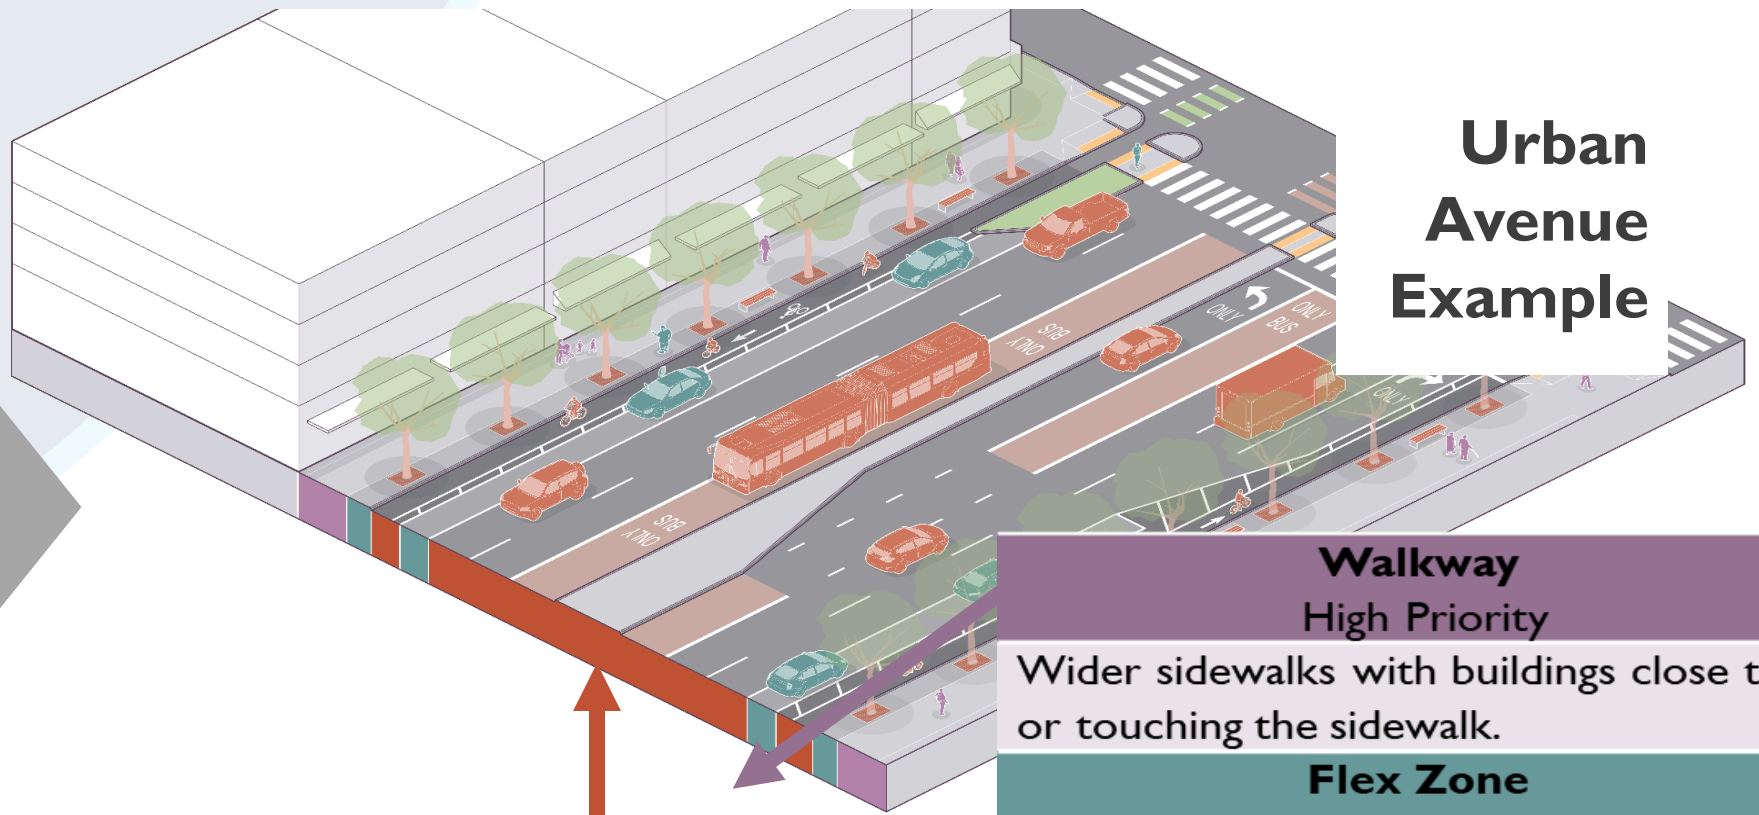 Urban
Avenue
Example
BUS
ONLY
ONLY
ONLY
BUS
ONLY
BUS
ONLY
Walkway
High Priority
Wider sidewalks with buildings close t
or touching the sidewalk.
Flex Zone